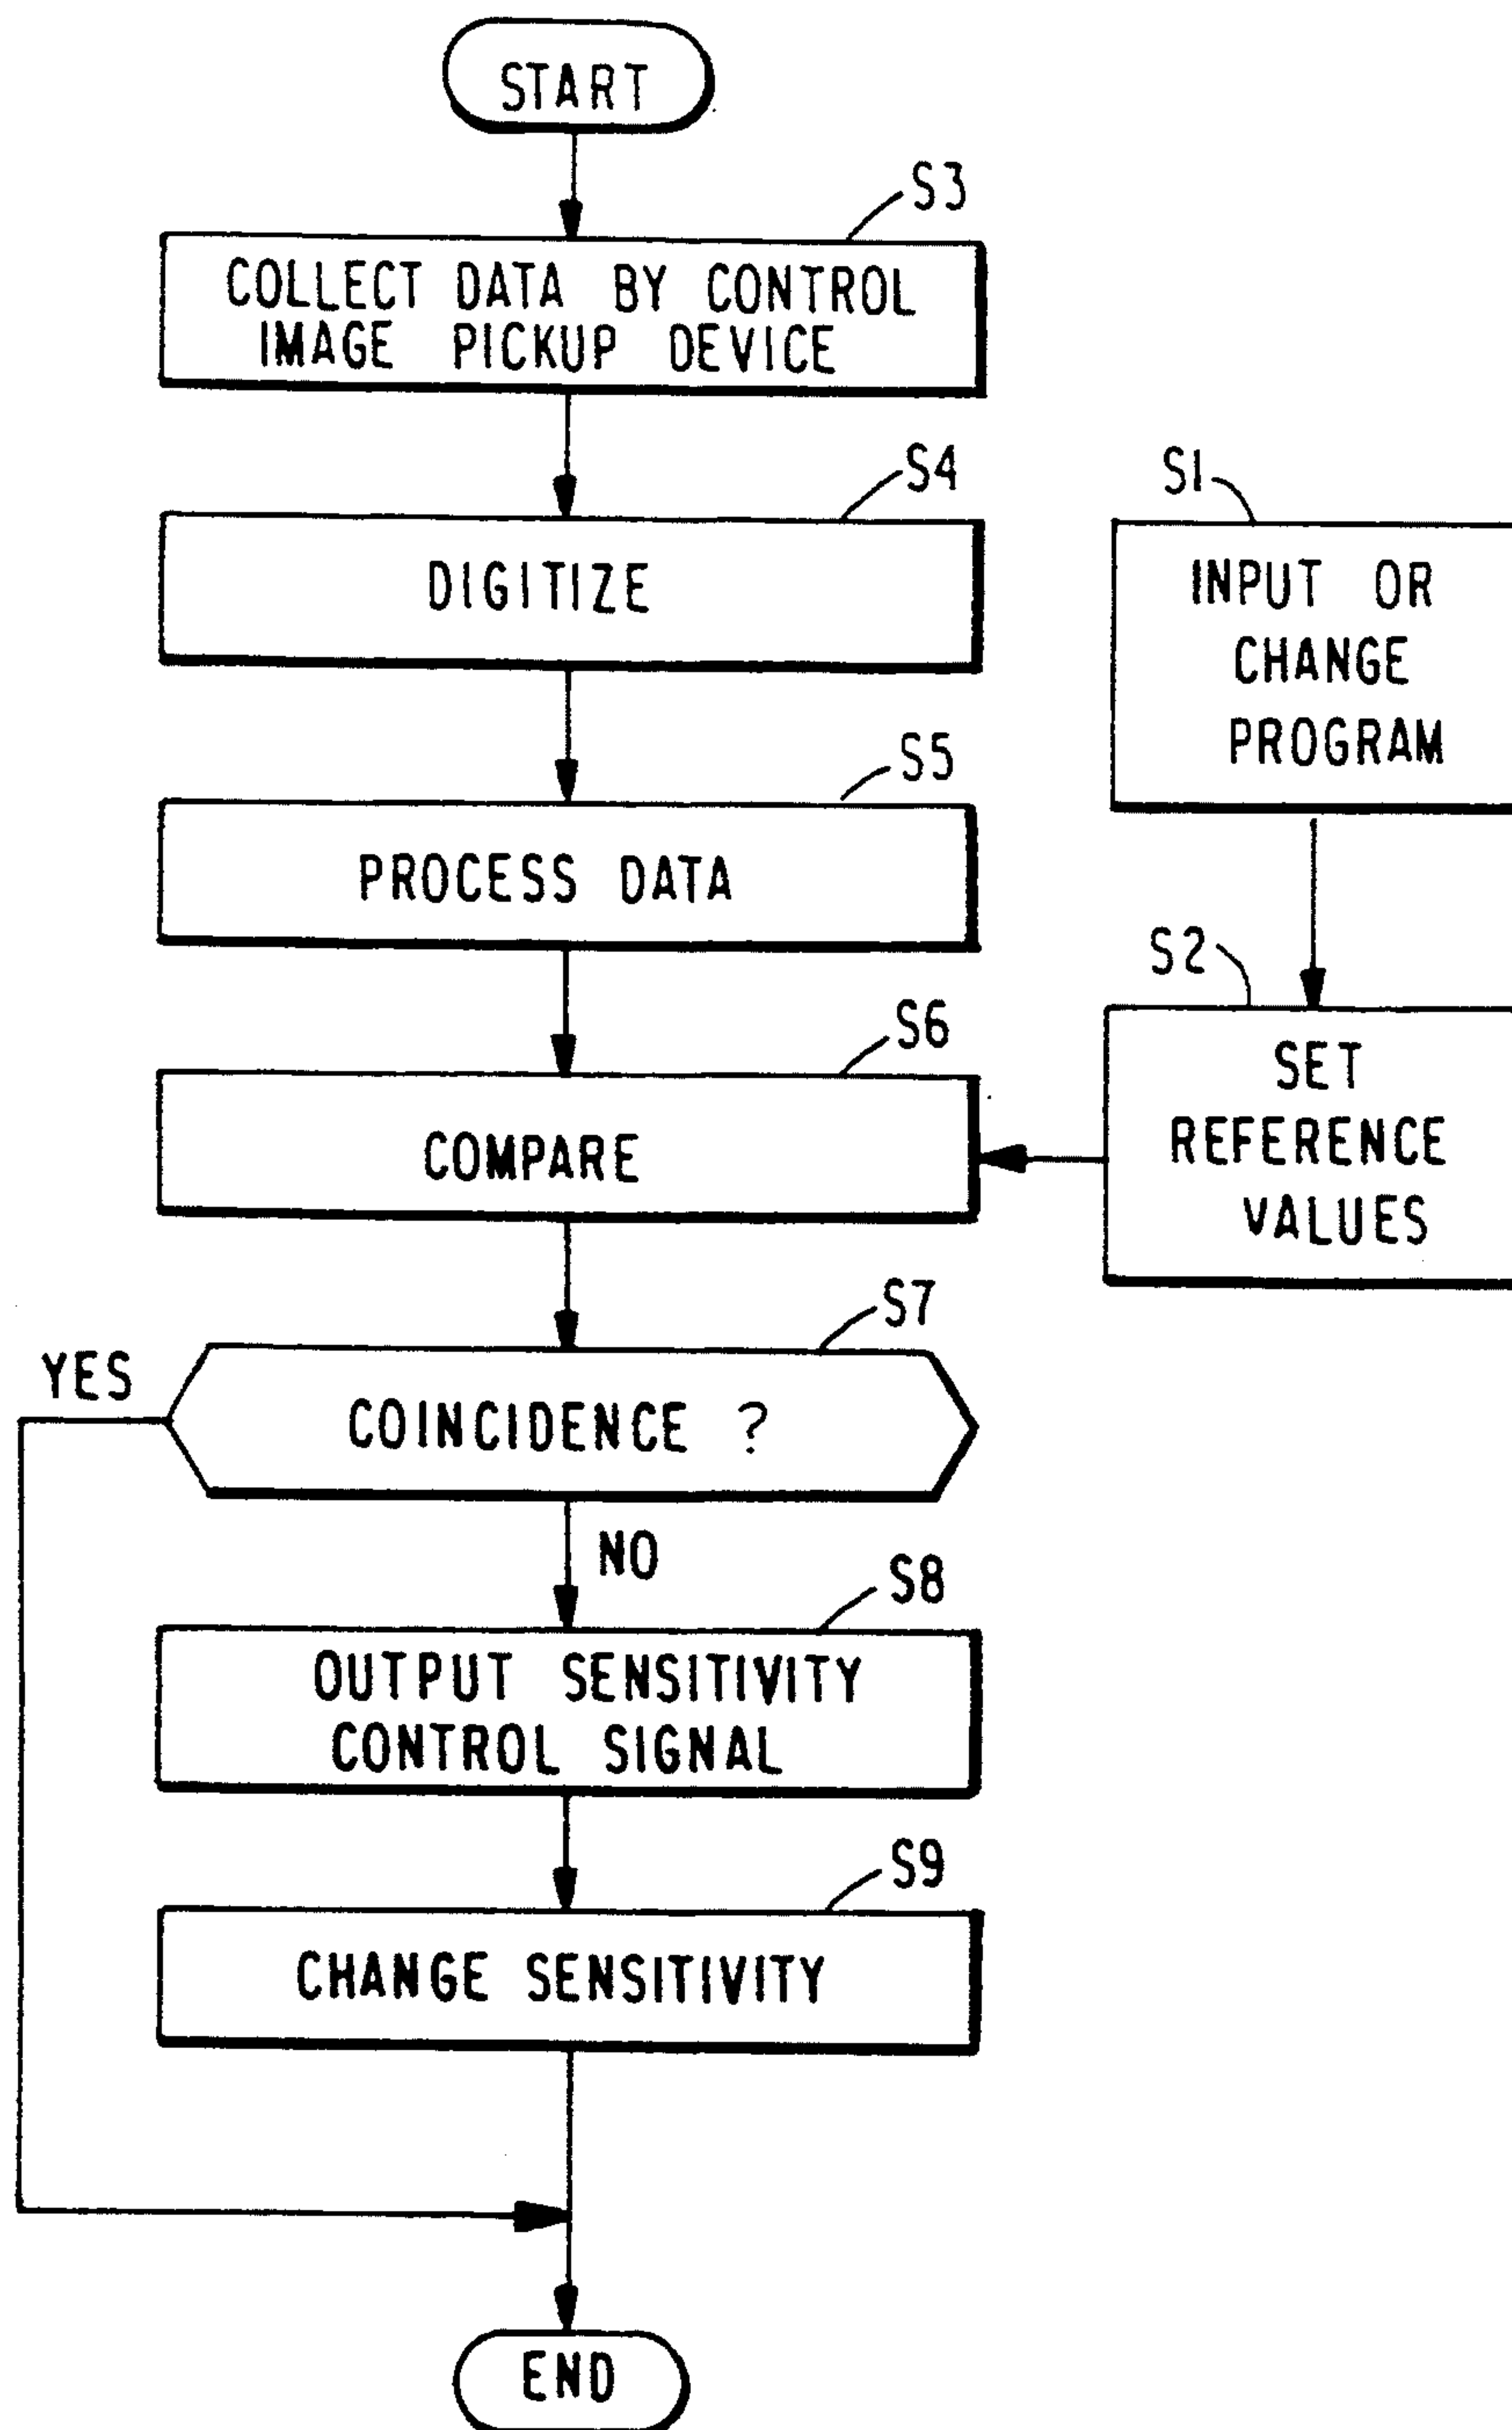 START
S3
COLLECT DATA BY CONTROL
IMAGE PICKUP DEVICE
S4
DIGITIZE
S1
INPUT OR
CHANGE
PROGRAM
S5
PROCESS DATA
S2
SET
REFERENCE
VALUES
S6
COMPARE
S7
YES
COINCIDENCE ?
NO
S8
OUTPUT SENSITIVITY
CONTROL SIGNAL
S9
CHANGE SENSITIVITY
END